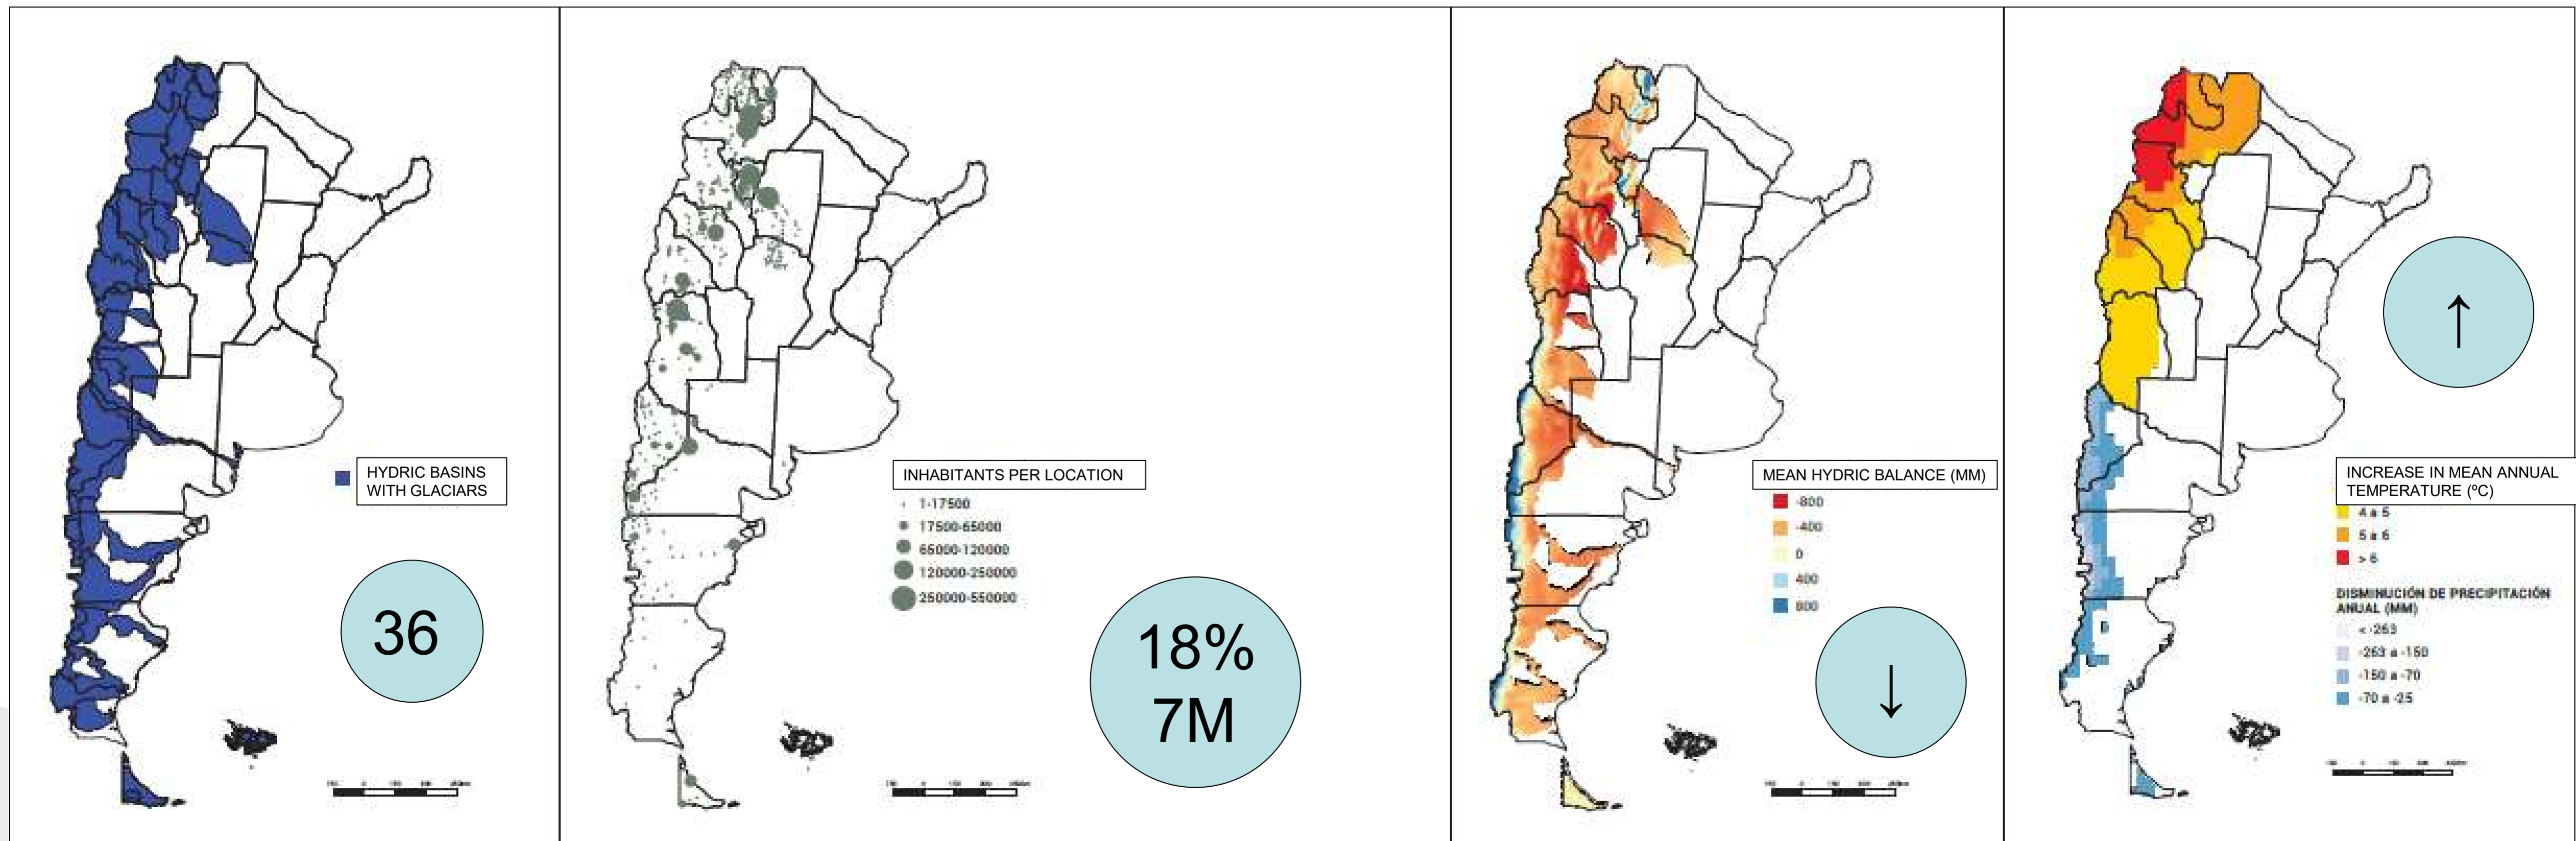 HYDRIC BASINS
WITH GLACIARS
36
INHABITANTS PER LOCATION
1-17500
17500-65000
65000-120000
120000-250000
250000-550000
18%
7M
MEAN HYDRIC BALANCE (MM)
-800
-400
0
400
800
↓
↑
INCREASE IN MEAN ANNUAL
TEMPERATURE (ºC)
4 a 5
5 a 6
> 6
DISMINUCIÓN DE PRECIPITACIÓN
ANUAL (MM)
< -263
-263 a -150
-150 a -70
-70 a -25